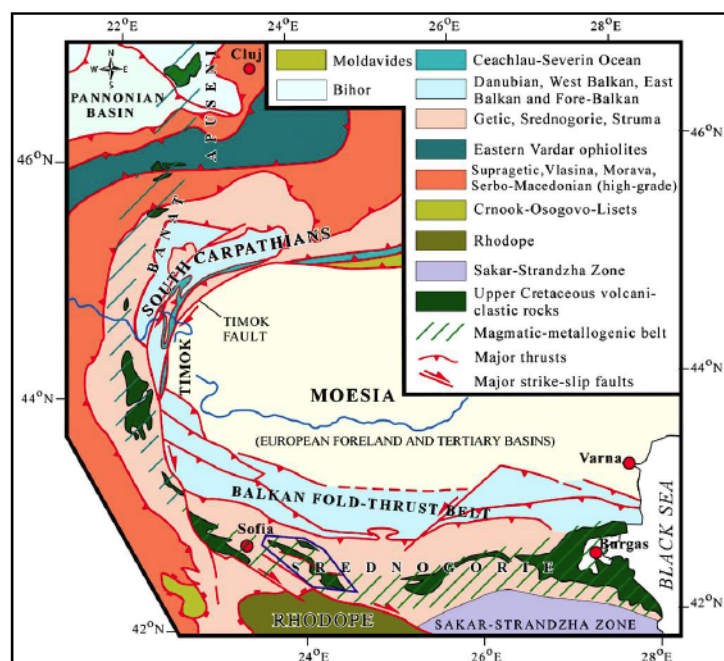 22°E
24°E
26°E
28°E
46°N
44°N
42°N
46°N
44°N
42°N
24°E
26°E
28°E
N
W
E
S
Cluj
PANNONIAN
BASIN
APUSENI
BANAT
SOUTH CARPATHIANS
TIMOK
FAULT
TIMOK
MOESIA
(EUROPEAN FORELAND AND TERTIARY BASINS)
Varna
BALKAN FOLD-THRUST BELT
BLACK SEA
Sofia
Burgas
SREDNOGORTE
RHODOPE
SAKAR-STRANDZHA ZONE
Moldavides
Bihor
Ceachlau-Severin Ocean
Danubian, West Balkan, East
Balkan and Fore-Balkan
Getic, Srednogorie, Struma
Eastern Vardar ophiolites
Supragetic,Vlasina, Morava,
Serbo-Macedonian (high-grade)
Crnook-Osogovo-Lisets
Rhodope
Sakar-Strandzha Zone
Upper Cretaceous volcani-
clastic rocks
Magmatic-metallogenic belt
Major thrusts
Major strike-slip faults